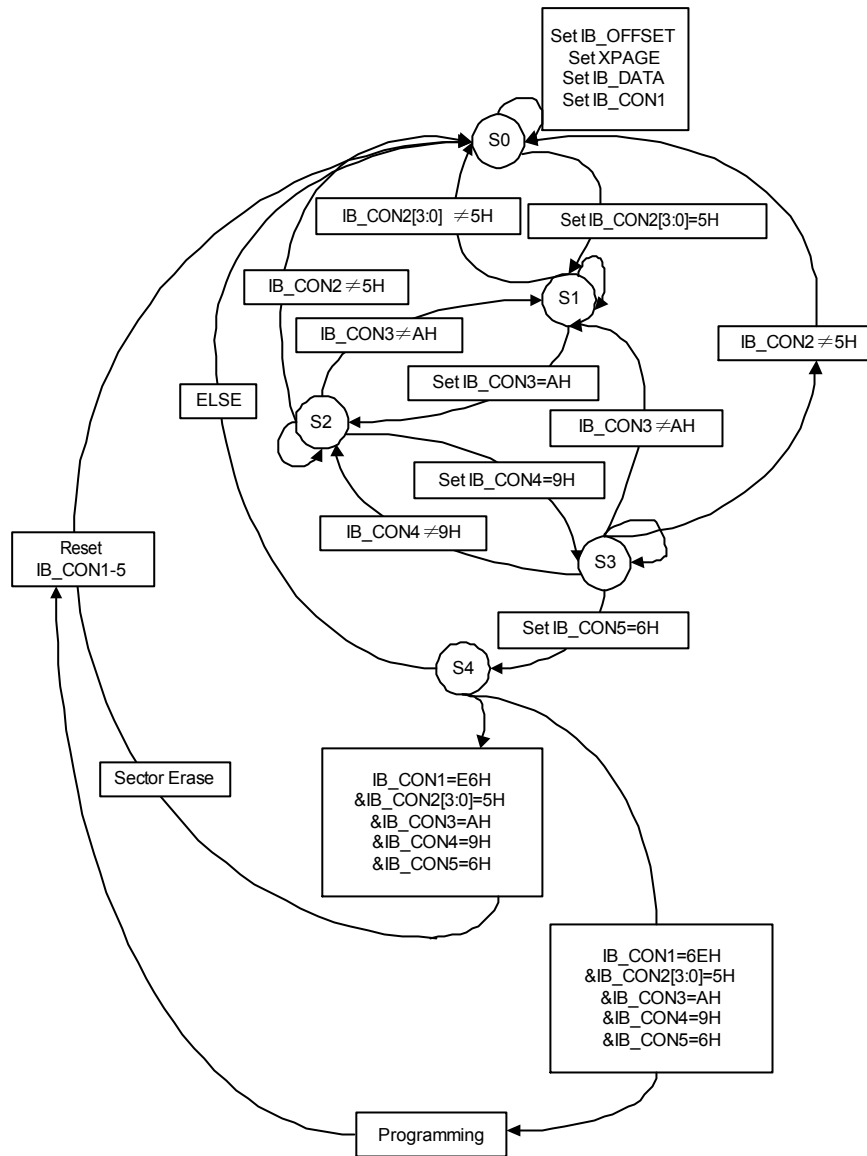 Set IB_OFFSET
Set XPAGE
Set IB_DATA
Set IB_CON1
S0
IB_CON2[3:0] ≠5H
Set IB_CON2[3:0]=5H
IB_CON2≠5H
S1
IB_CON3≠AH
IB_CON2≠5H
Set IB_CON3=AH
ELSE
S2
IB_CON3≠AH
Set IB_CON4=9H
IB_CON4≠9H
Reset
IB_CON1-5
S3
Set IB_CON5=6H
S4
Sector Erase
IB_CON1=E6H
&IB_CON2[3:0]=5H
&IB_CON3=AH
&IB_CON4=9H
&IB_CON5=6H
IB_CON1=6EH
&IB_CON2[3:0]=5H
&IB_CON3=AH
&IB_CON4=9H
&IB_CON5=6H
Programming